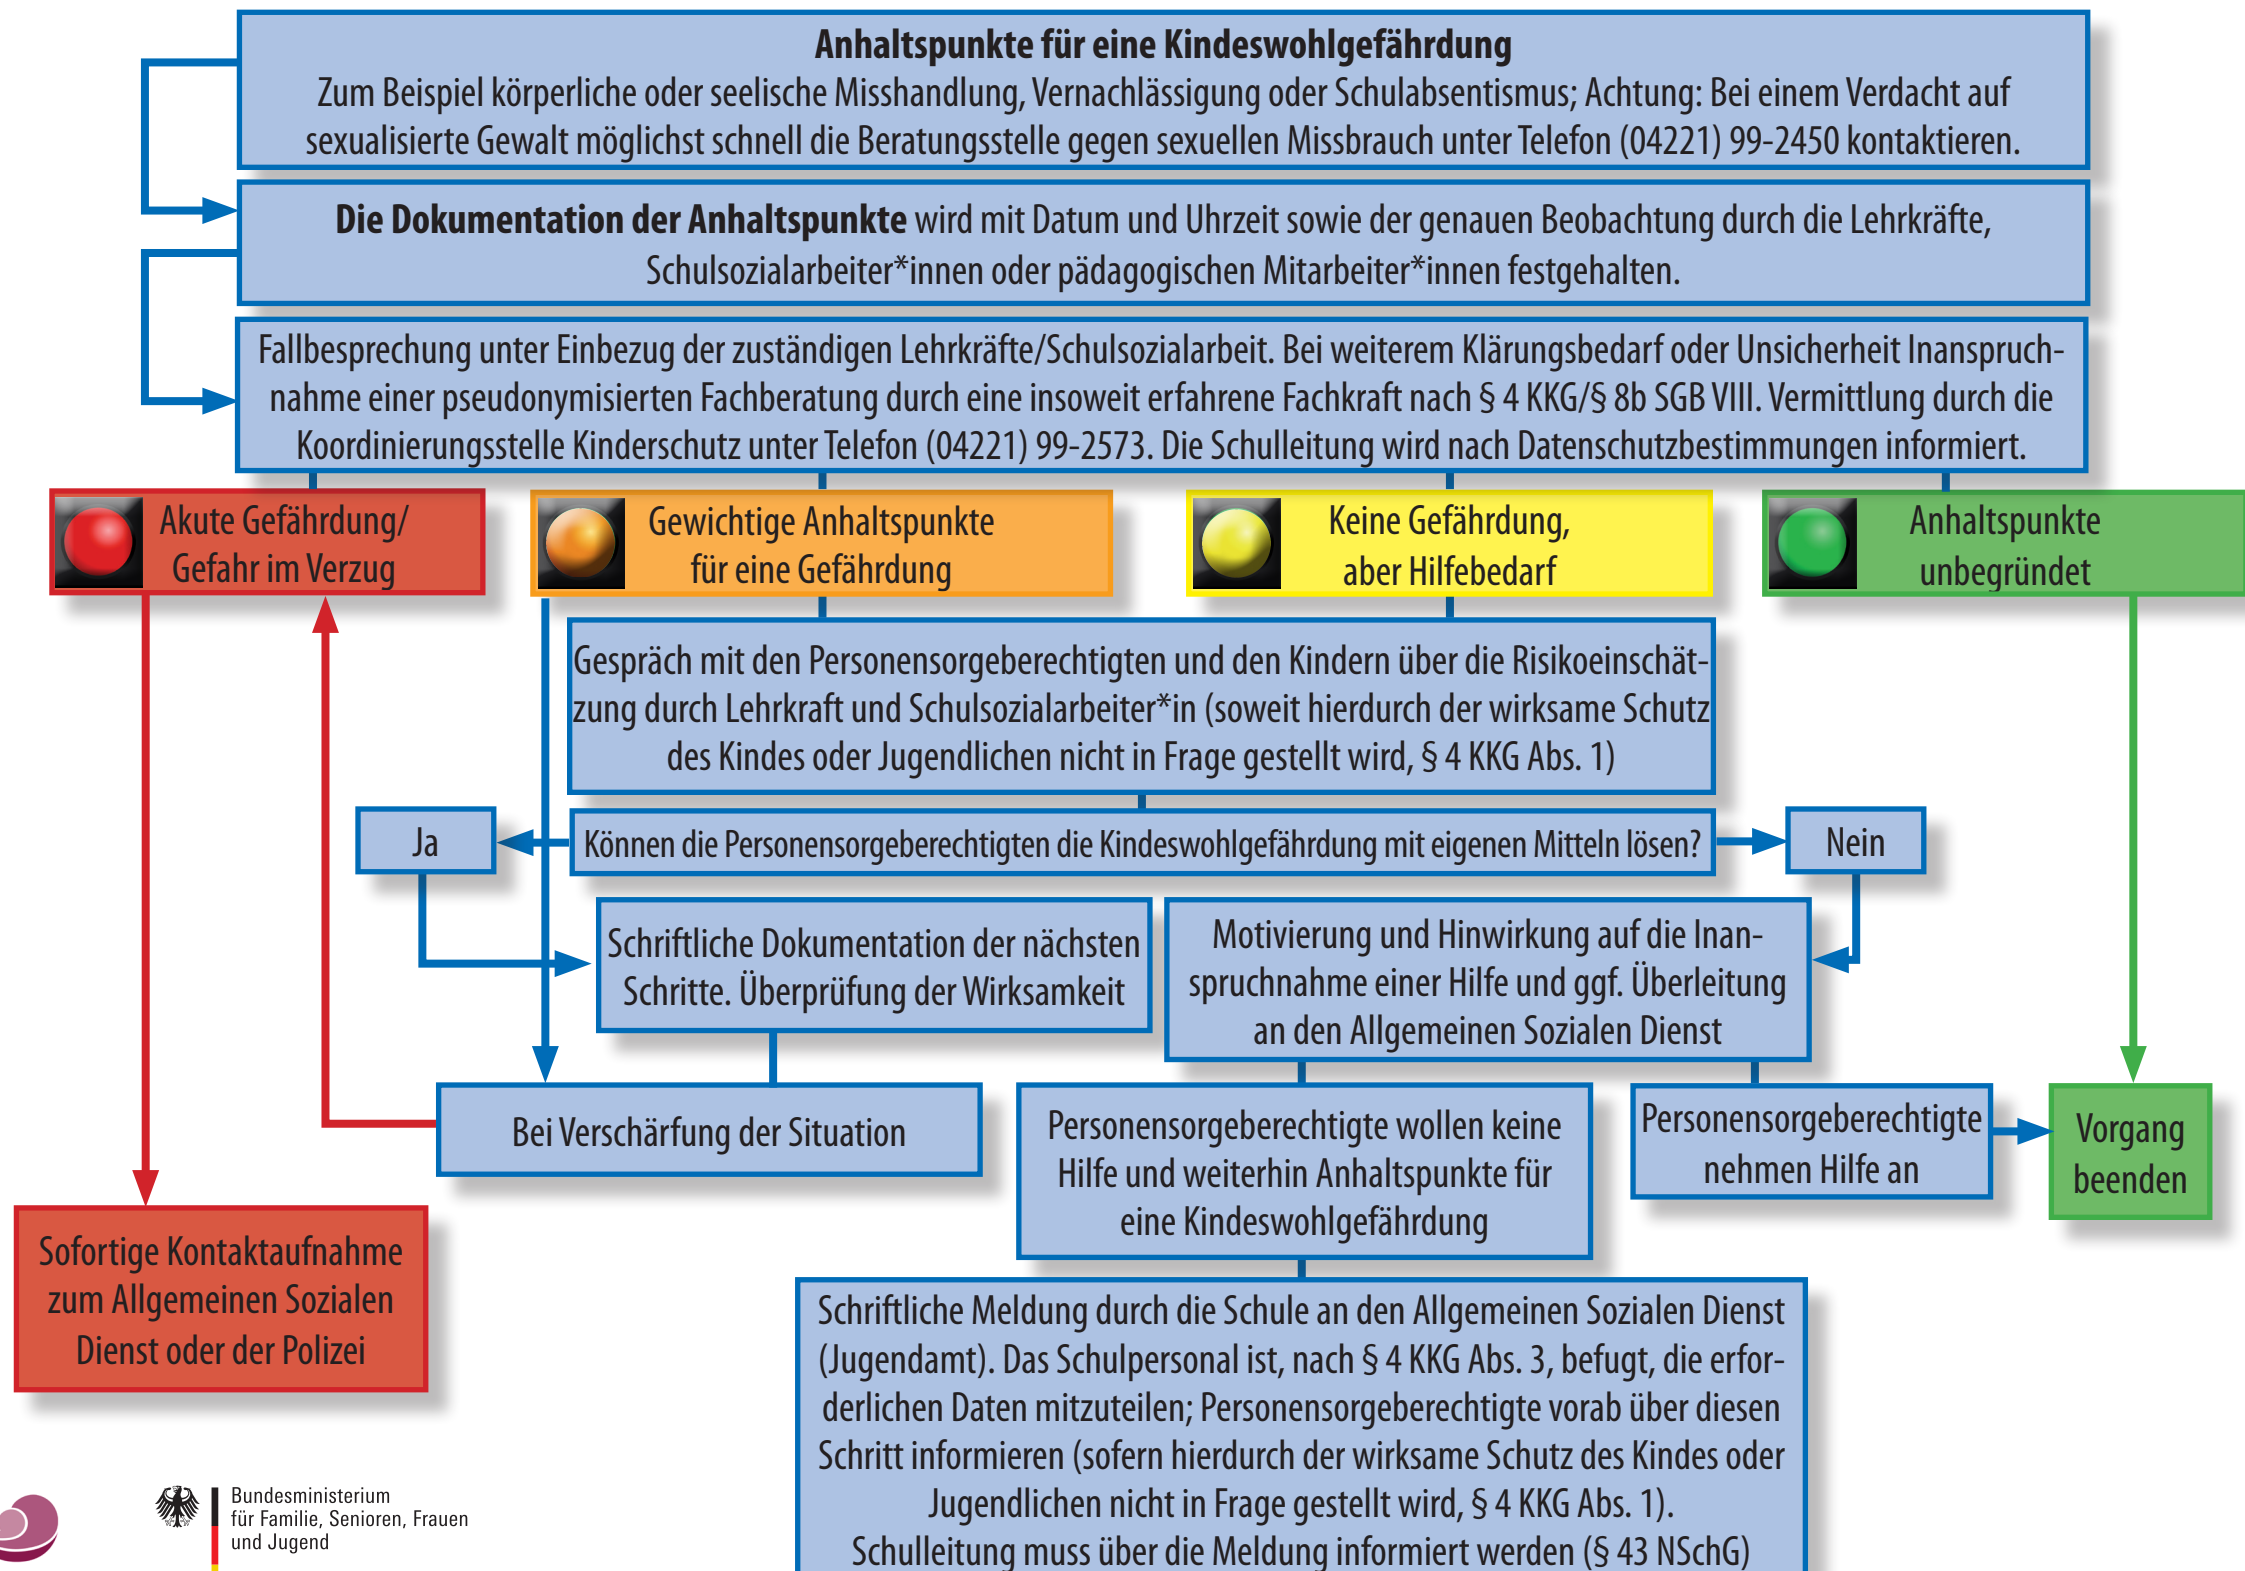 Anhaltspunkte für eine Kindeswohlgefährdung
Zum Beispiel körperliche oder seelische Misshandlung, Vernachlässigung oder Schulabsentismus; Achtung: Bei einem Verdacht auf
sexualisierte Gewalt möglichst schnell die Beratungsstelle gegen sexuellen Missbrauch unter Telefon (04221) 99-2450 kontaktieren.
Die Dokumentation der Anhaltspunkte wird mit Datum und Uhrzeit sowie der genauen Beobachtung durch die Lehrkräfte,
Schulsozialarbeiter*innen oder pädagogischen Mitarbeiter*innen festgehalten.
Fallbesprechung unter Einbezug der zuständigen Lehrkräfte/Schulsozialarbeit. Bei weiterem Klärungsbedarf oder Unsicherheit Inanspruch-
nahme einer pseudonymisierten Fachberatung durch eine insoweit erfahrene Fachkraft nach § 4 KKG/§ 8b SGB VIII. Vermittlung durch die
Koordinierungsstelle Kinderschutz unter Telefon (04221) 99-2573. Die Schulleitung wird nach Datenschutzbestimmungen informiert.
Akute Gefährdung/
Gefahr im Verzug
Gewichtige Anhaltspunkte
für eine Gefährdung
Keine Gefährdung,
aber Hilfebedarf
Anhaltspunkte
unbegründet
Gespräch mit den Personensorgeberechtigten und den Kindern über die Risikoeinschät-
zung durch Lehrkraft und Schulsozialarbeiter*in (soweit hierdurch der wirksame Schutz
des Kindes oder Jugendlichen nicht in Frage gestellt wird, § 4 KKG Abs. 1)
Ja
Können die Personensorgeberechtigten die Kindeswohlgefährdung mit eigenen Mitteln lösen?
Nein
Schriftliche Dokumentation der nächsten
Schritte. Überprüfung der Wirksamkeit
Motivierung und Hinwirkung auf die Inan-
spruchnahme einer Hilfe und ggf. Überleitung
an den Allgemeinen Sozialen Dienst
Bei Verschärfung der Situation
Personensorgeberechtigte wollen keine
Hilfe und weiterhin Anhaltspunkte für
eine Kindeswohlgefährdung
Personensorgeberechtigte
nehmen Hilfe an
Vorgang
beenden
Sofortige Kontaktaufnahme
zum Allgemeinen Sozialen
Dienst oder der Polizei
Schriftliche Meldung durch die Schule an den Allgemeinen Sozialen Dienst
(Jugendamt). Das Schulpersonal ist, nach § 4 KKG Abs. 3, befugt, die erfor-
derlichen Daten mitzuteilen; Personensorgeberechtigte vorab über diesen
Schritt informieren (sofern hierdurch der wirksame Schutz des Kindes oder
Jugendlichen nicht in Frage gestellt wird, § 4 KKG Abs. 1).
Schulleitung muss über die Meldung informiert werden (§ 43 NSchG)
Bundesministerium
für Familie, Senioren, Frauen
und Jugend